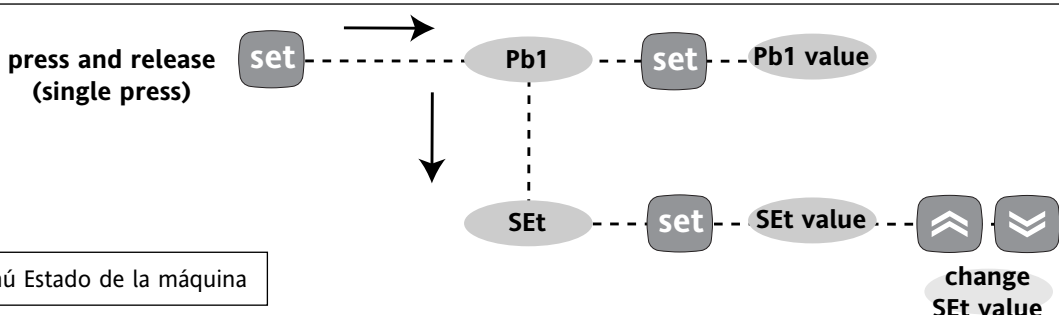 press and release
(single press)
set
Pb1
set
Pb1 value
SEt
set
SEt value
change
SEt value
ú Estado de la máquina